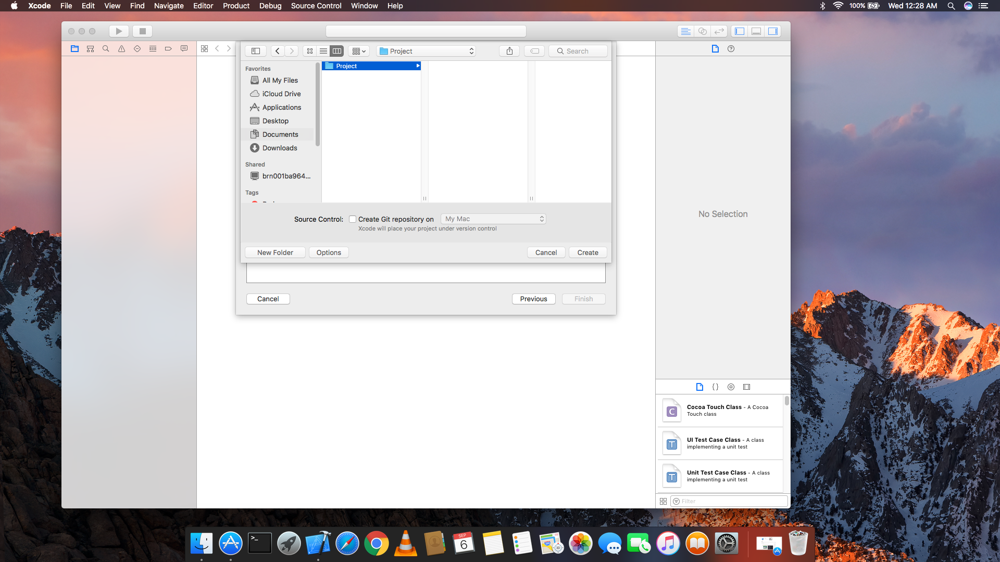 Xcode File Edit View Find Navigate Editor Product Debug Source Control Window Help
100% Wed 12:28 AM
Project
Search
Favorites
All My Files
iCloud Drive
Applications
Desktop
Documents
Downloads
Shared
brn001ba964...
Tags
Project
Source Control: Create Git repository on My Mac
Xcode will place your project under version control
New Folder Options Cancel Create
Cancel Previous Finish
No Selection
{}
C
Cocoa Touch Class - A Cocoa
Touch class
T
UI Test Case Class - A class
implementing a unit test
T
Unit Test Case Class - A class
implementing a unit test
Filter
>_
SEP
6